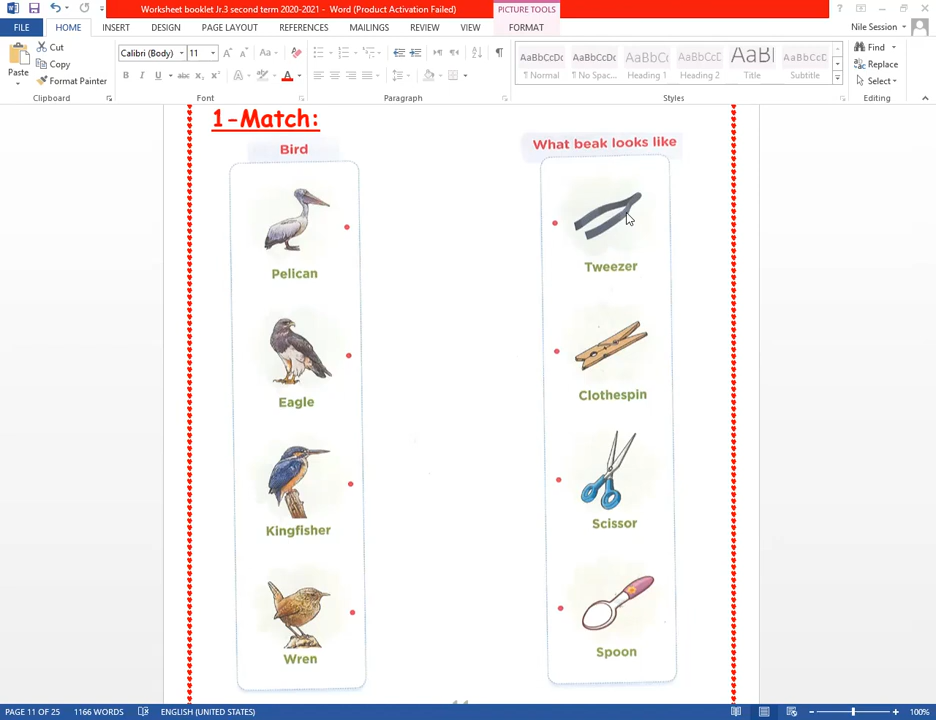 Worksheet booklet Jr.3 second term 2020-2021 - Word (Product Activation Failed)
PICTURE TOOLS
FILE HOME INSERT DESIGN PAGE LAYOUT REFERENCES MAILINGS REVIEW VIEW FORMAT
Nile Session
Paste
Cut
Copy
Format Painter
Clipboard
Calibri (Body) 11
Font
Paragraph
AaBbCcDc AaBbCcDc AaBbCc AaBbCcC AaBl AaBbCcC
¶ Normal ¶ No Spac... Heading 1 Heading 2 Title Subtitle
Styles
Find
Replace
Select
Editing
1-Match:
Bird
What beak looks like
Pelican
Tweezer
Eagle
Clothespin
Kingfisher
Scissor
Wren
Spoon
PAGE 11 OF 25 1166 WORDS ENGLISH (UNITED STATES)
100%